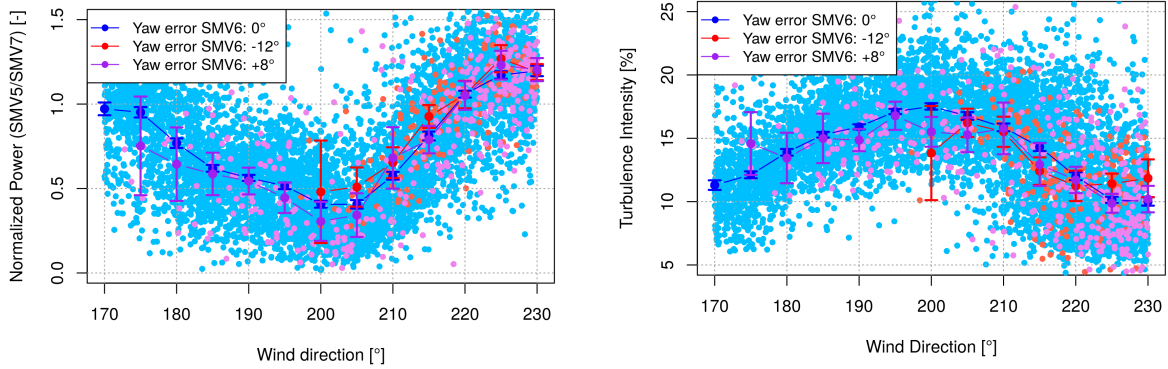 Normalized Power (SMV5/SMV7) [-]
1.5
1.0
0.5
0.0
Yaw error SMV6: 0°
Yaw error SMV6: -12°
Yaw error SMV6: +8°
170 180 190 200 210 220 230
Wind direction [°]
Turbulence Intensity [%]
25
20
15
10
5
Yaw error SMV6: 0°
Yaw error SMV6: -12°
Yaw error SMV6: +8°
170 180 190 200 210 220 230
Wind Direction [°]